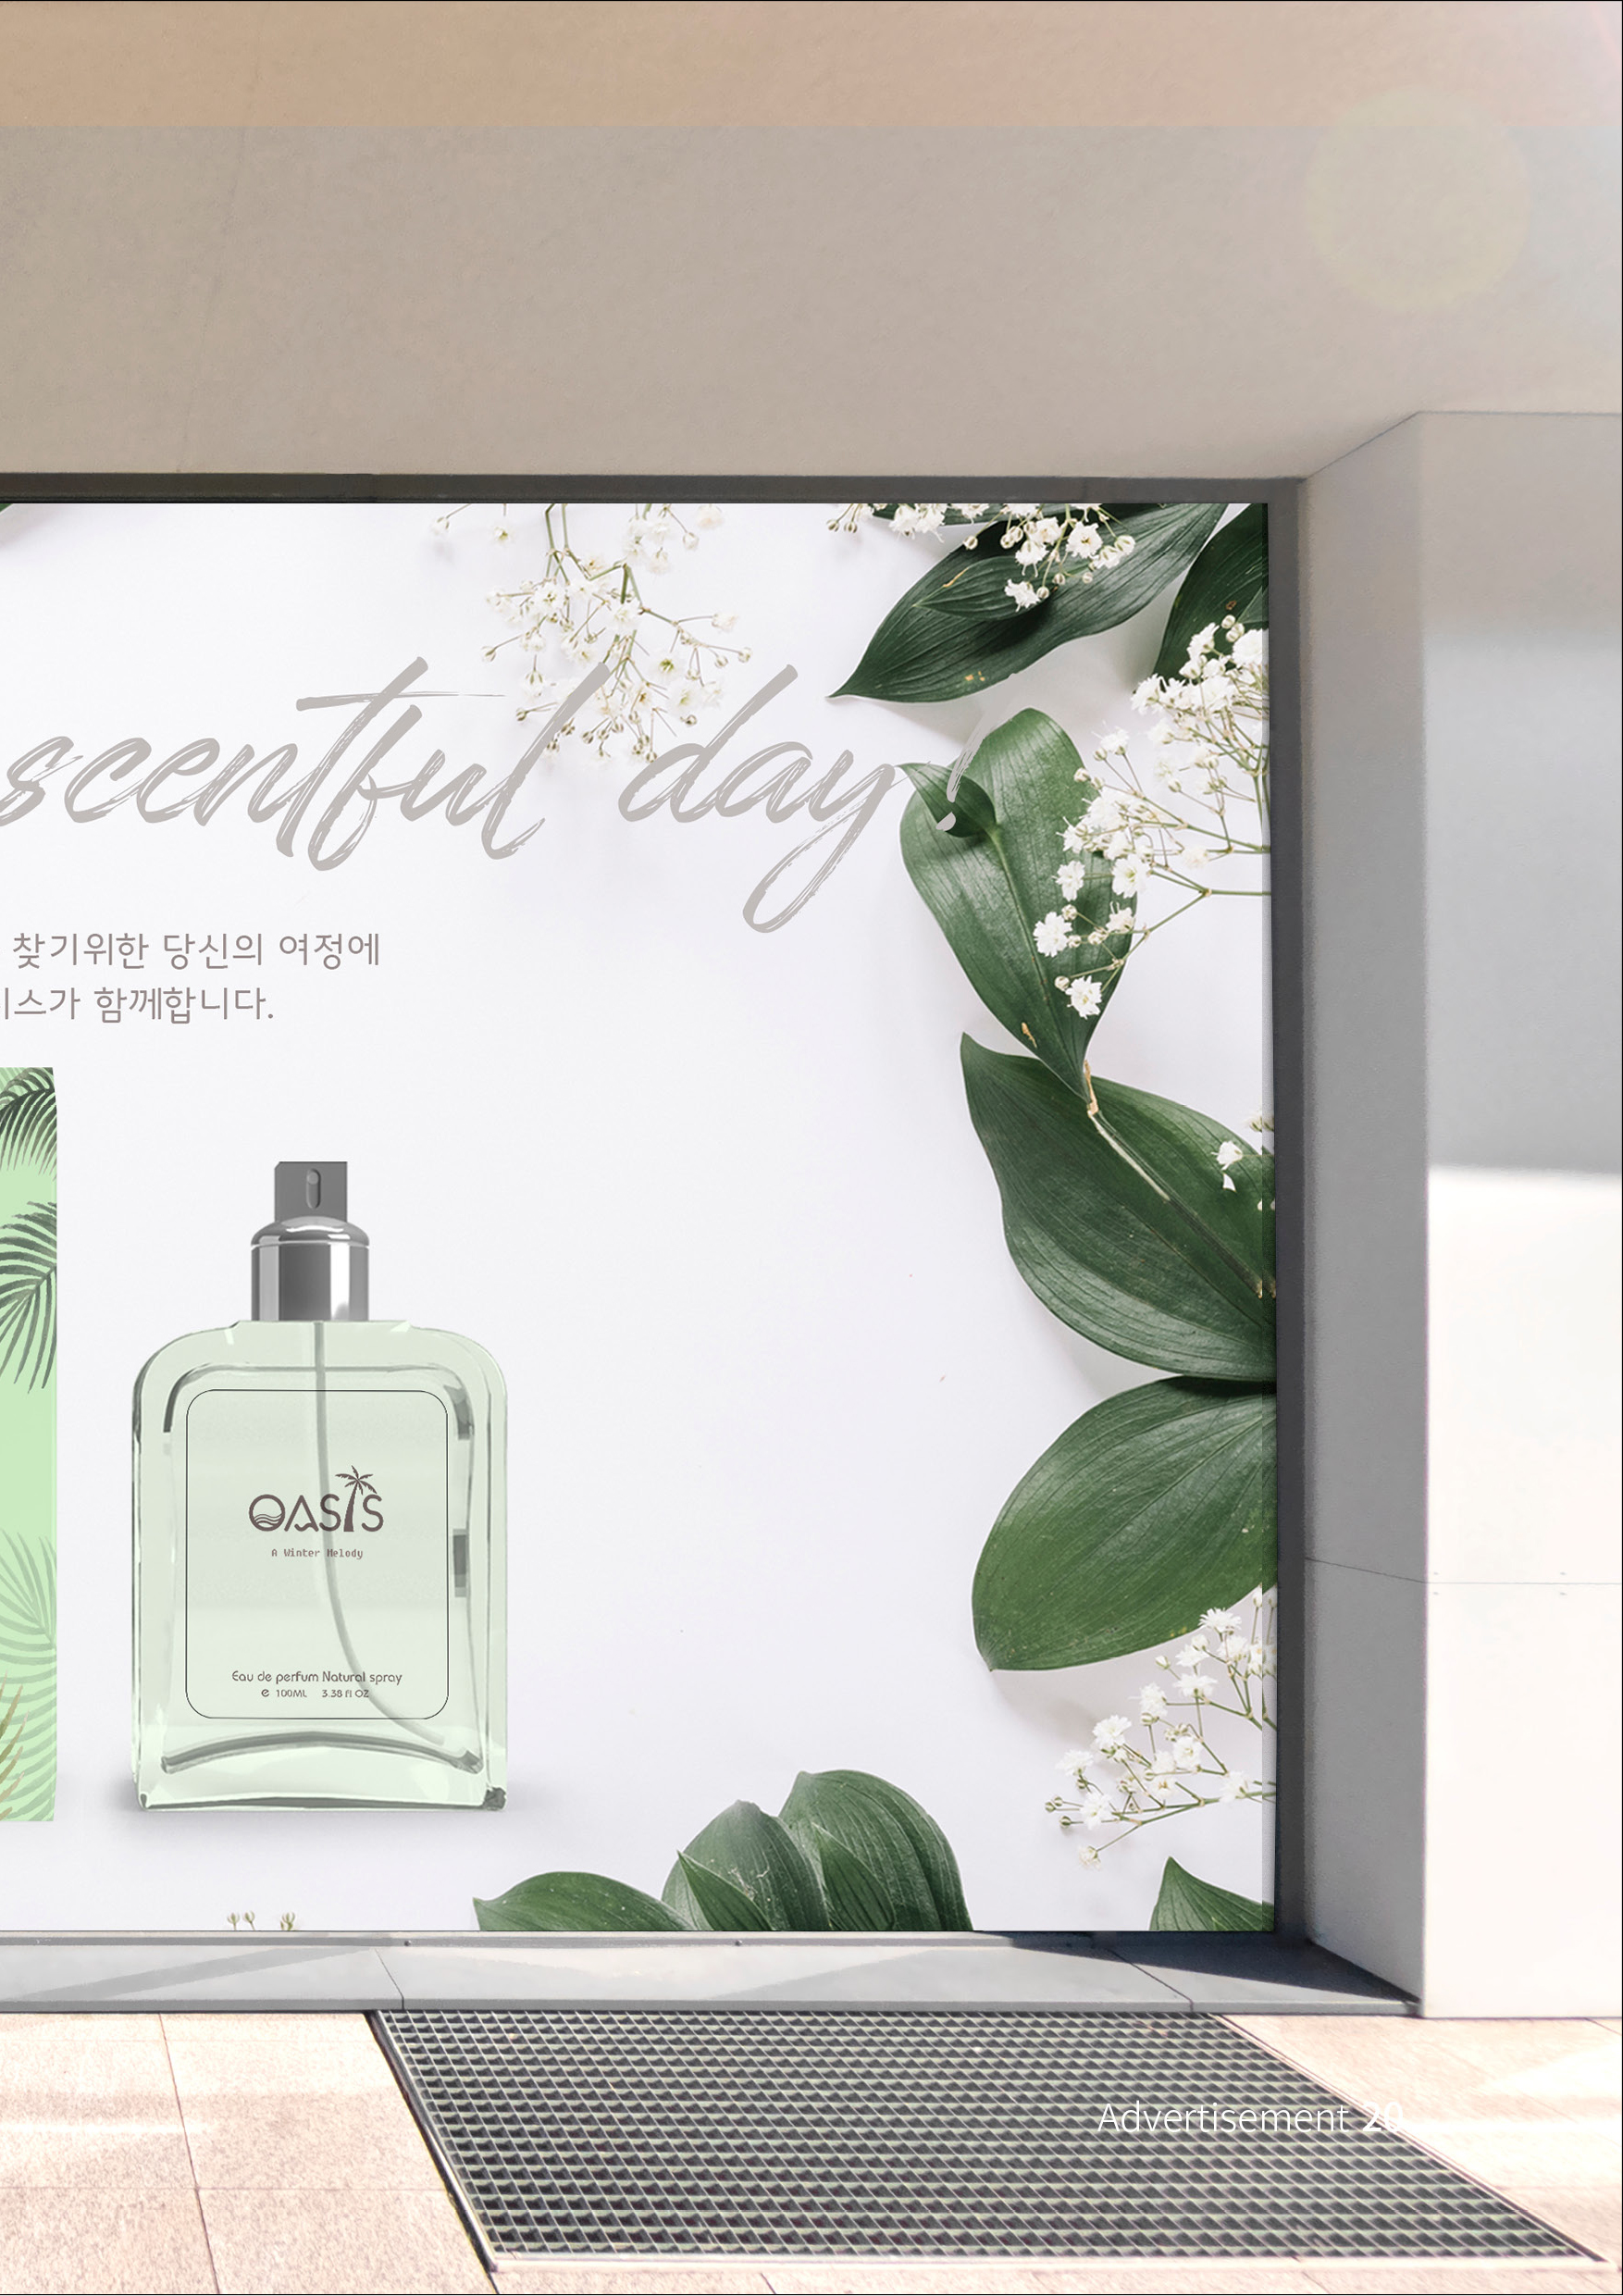 scentful day!
찾기위한 당신의 여정에
스가 함께합니다.
OASIS
A Winter Melody
Eau de perfum Natural spray
e 100ML 3.38 fl OZ
Advertisement 20